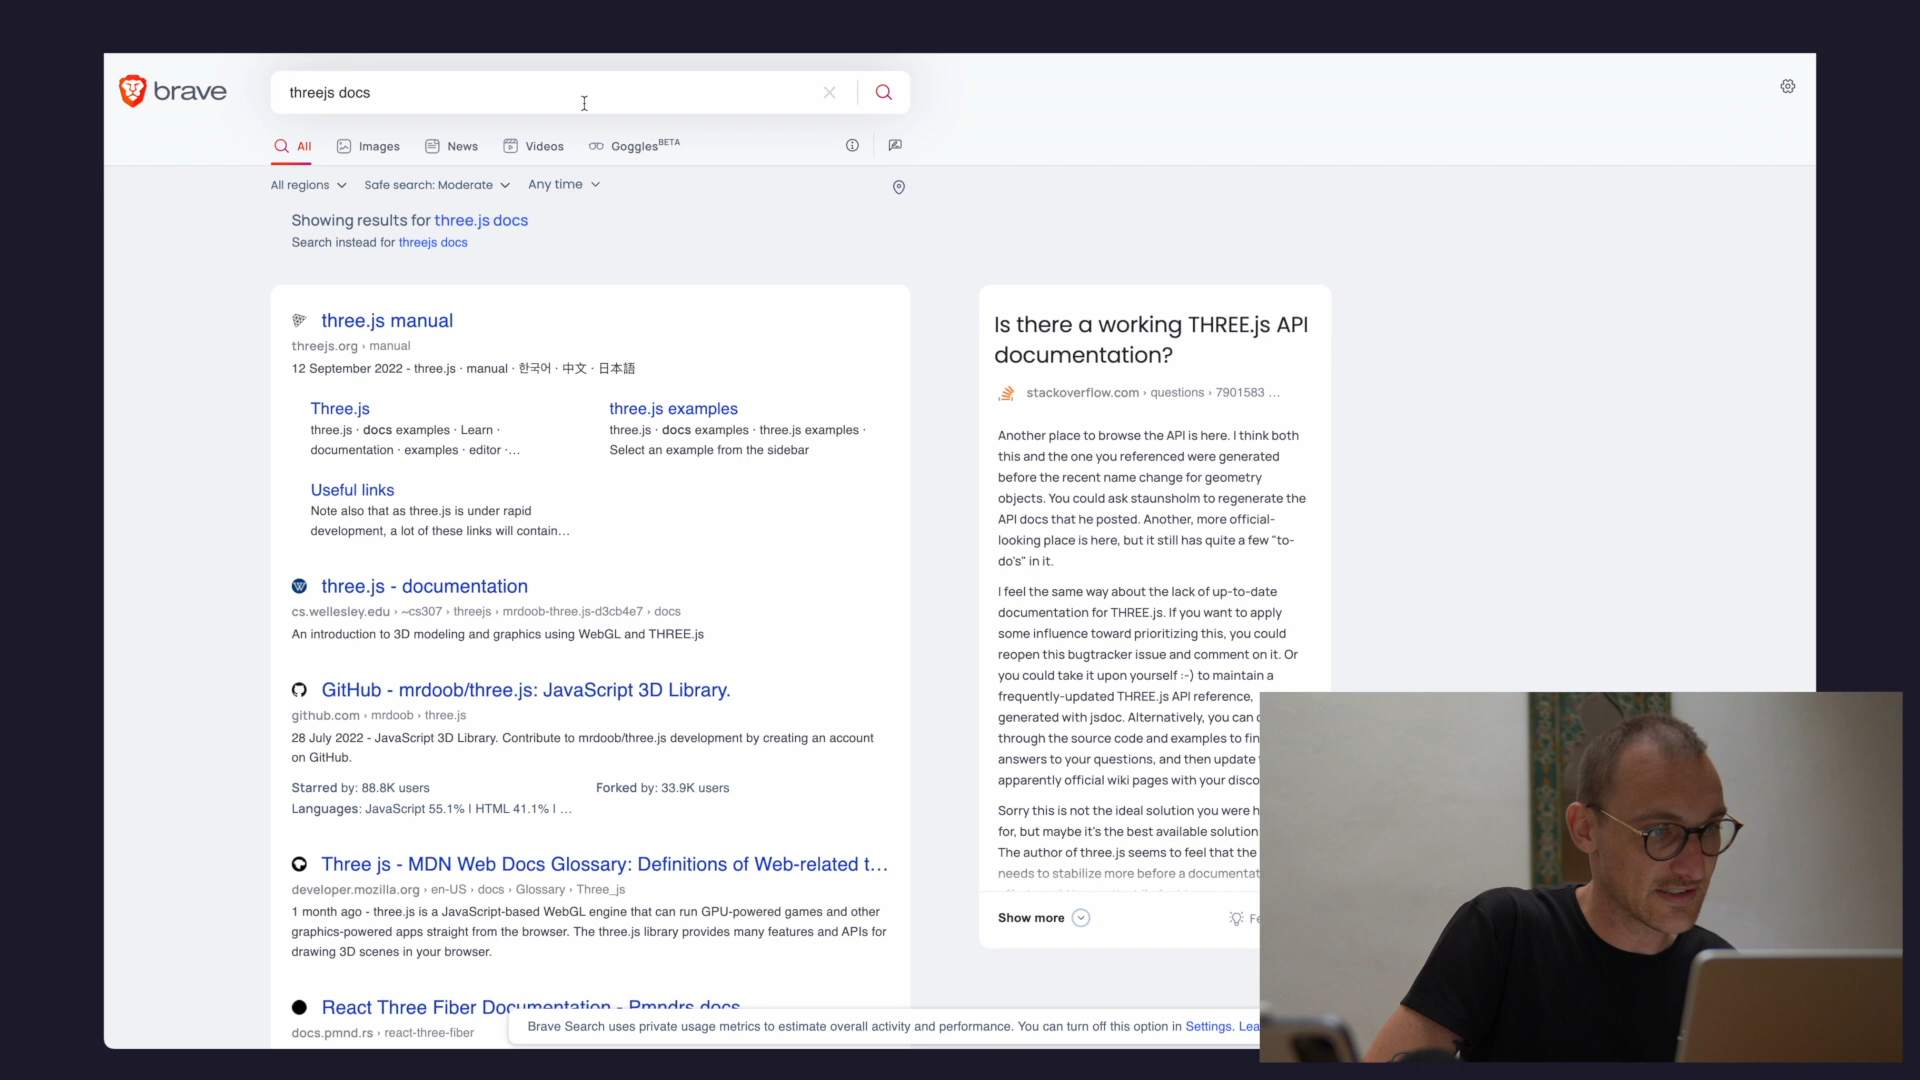 brave
threejs docs
All
Images
News
Videos
Goggles BETA
All regions
Safe search: Moderate
Any time
Showing results for three.js docs
Search instead for threejs docs
three.js manual
threejs.org › manual
12 September 2022 - three.js · manual · 한국어 · 中文 · 日本語
Three.js
three.js · docs examples · Learn ·
documentation · examples · editor ·…
three.js examples
three.js · docs examples · three.js examples ·
Select an example from the sidebar
Useful links
Note also that as three.js is under rapid
development, a lot of these links will contain…
three.js - documentation
cs.wellesley.edu › ~cs307 › threejs › mrdoob-three.js-d3cb4e7 › docs
An introduction to 3D modeling and graphics using WebGL and THREE.js
GitHub - mrdoob/three.js: JavaScript 3D Library.
github.com › mrdoob › three.js
28 July 2022 - JavaScript 3D Library. Contribute to mrdoob/three.js development by creating an account
on GitHub.
Starred by: 88.8K users
Forked by: 33.9K users
Languages: JavaScript 55.1% | HTML 41.1% | …
Three js - MDN Web Docs Glossary: Definitions of Web-related t…
developer.mozilla.org › en-US › docs › Glossary › Three_js
1 month ago - three.js is a JavaScript-based WebGL engine that can run GPU-powered games and other
graphics-powered apps straight from the browser. The three.js library provides many features and APIs for
drawing 3D scenes in your browser.
React Three Fiber Documentation - Pmndrs docs
docs.pmnd.rs › react-three-fiber
Is there a working THREE.js API
documentation?
stackoverflow.com › questions › 7901583 …
Another place to browse the API is here. I think both
this and the one you referenced were generated
before the recent name change for geometry
objects. You could ask staunsholm to regenerate the
API docs that he posted. Another, more official-
looking place is here, but it still has quite a few "to-
do's" in it.
I feel the same way about the lack of up-to-date
documentation for THREE.js. If you want to apply
some influence toward prioritizing this, you could
reopen this bugtracker issue and comment on it. Or
you could take it upon yourself :-) to maintain a
frequently-updated THREE.js API reference,
generated with jsdoc. Alternatively, you can
through the source code and examples to
answers to your questions, and then update
apparently official wiki pages with your
Sorry this is not the ideal solution you were
for, but maybe it's the best available solution
The author of three.js seems to feel that the
needs to stabilize more before a
Show more
Brave Search uses private usage metrics to estimate overall activity and performance. You can turn off this option in Settings.